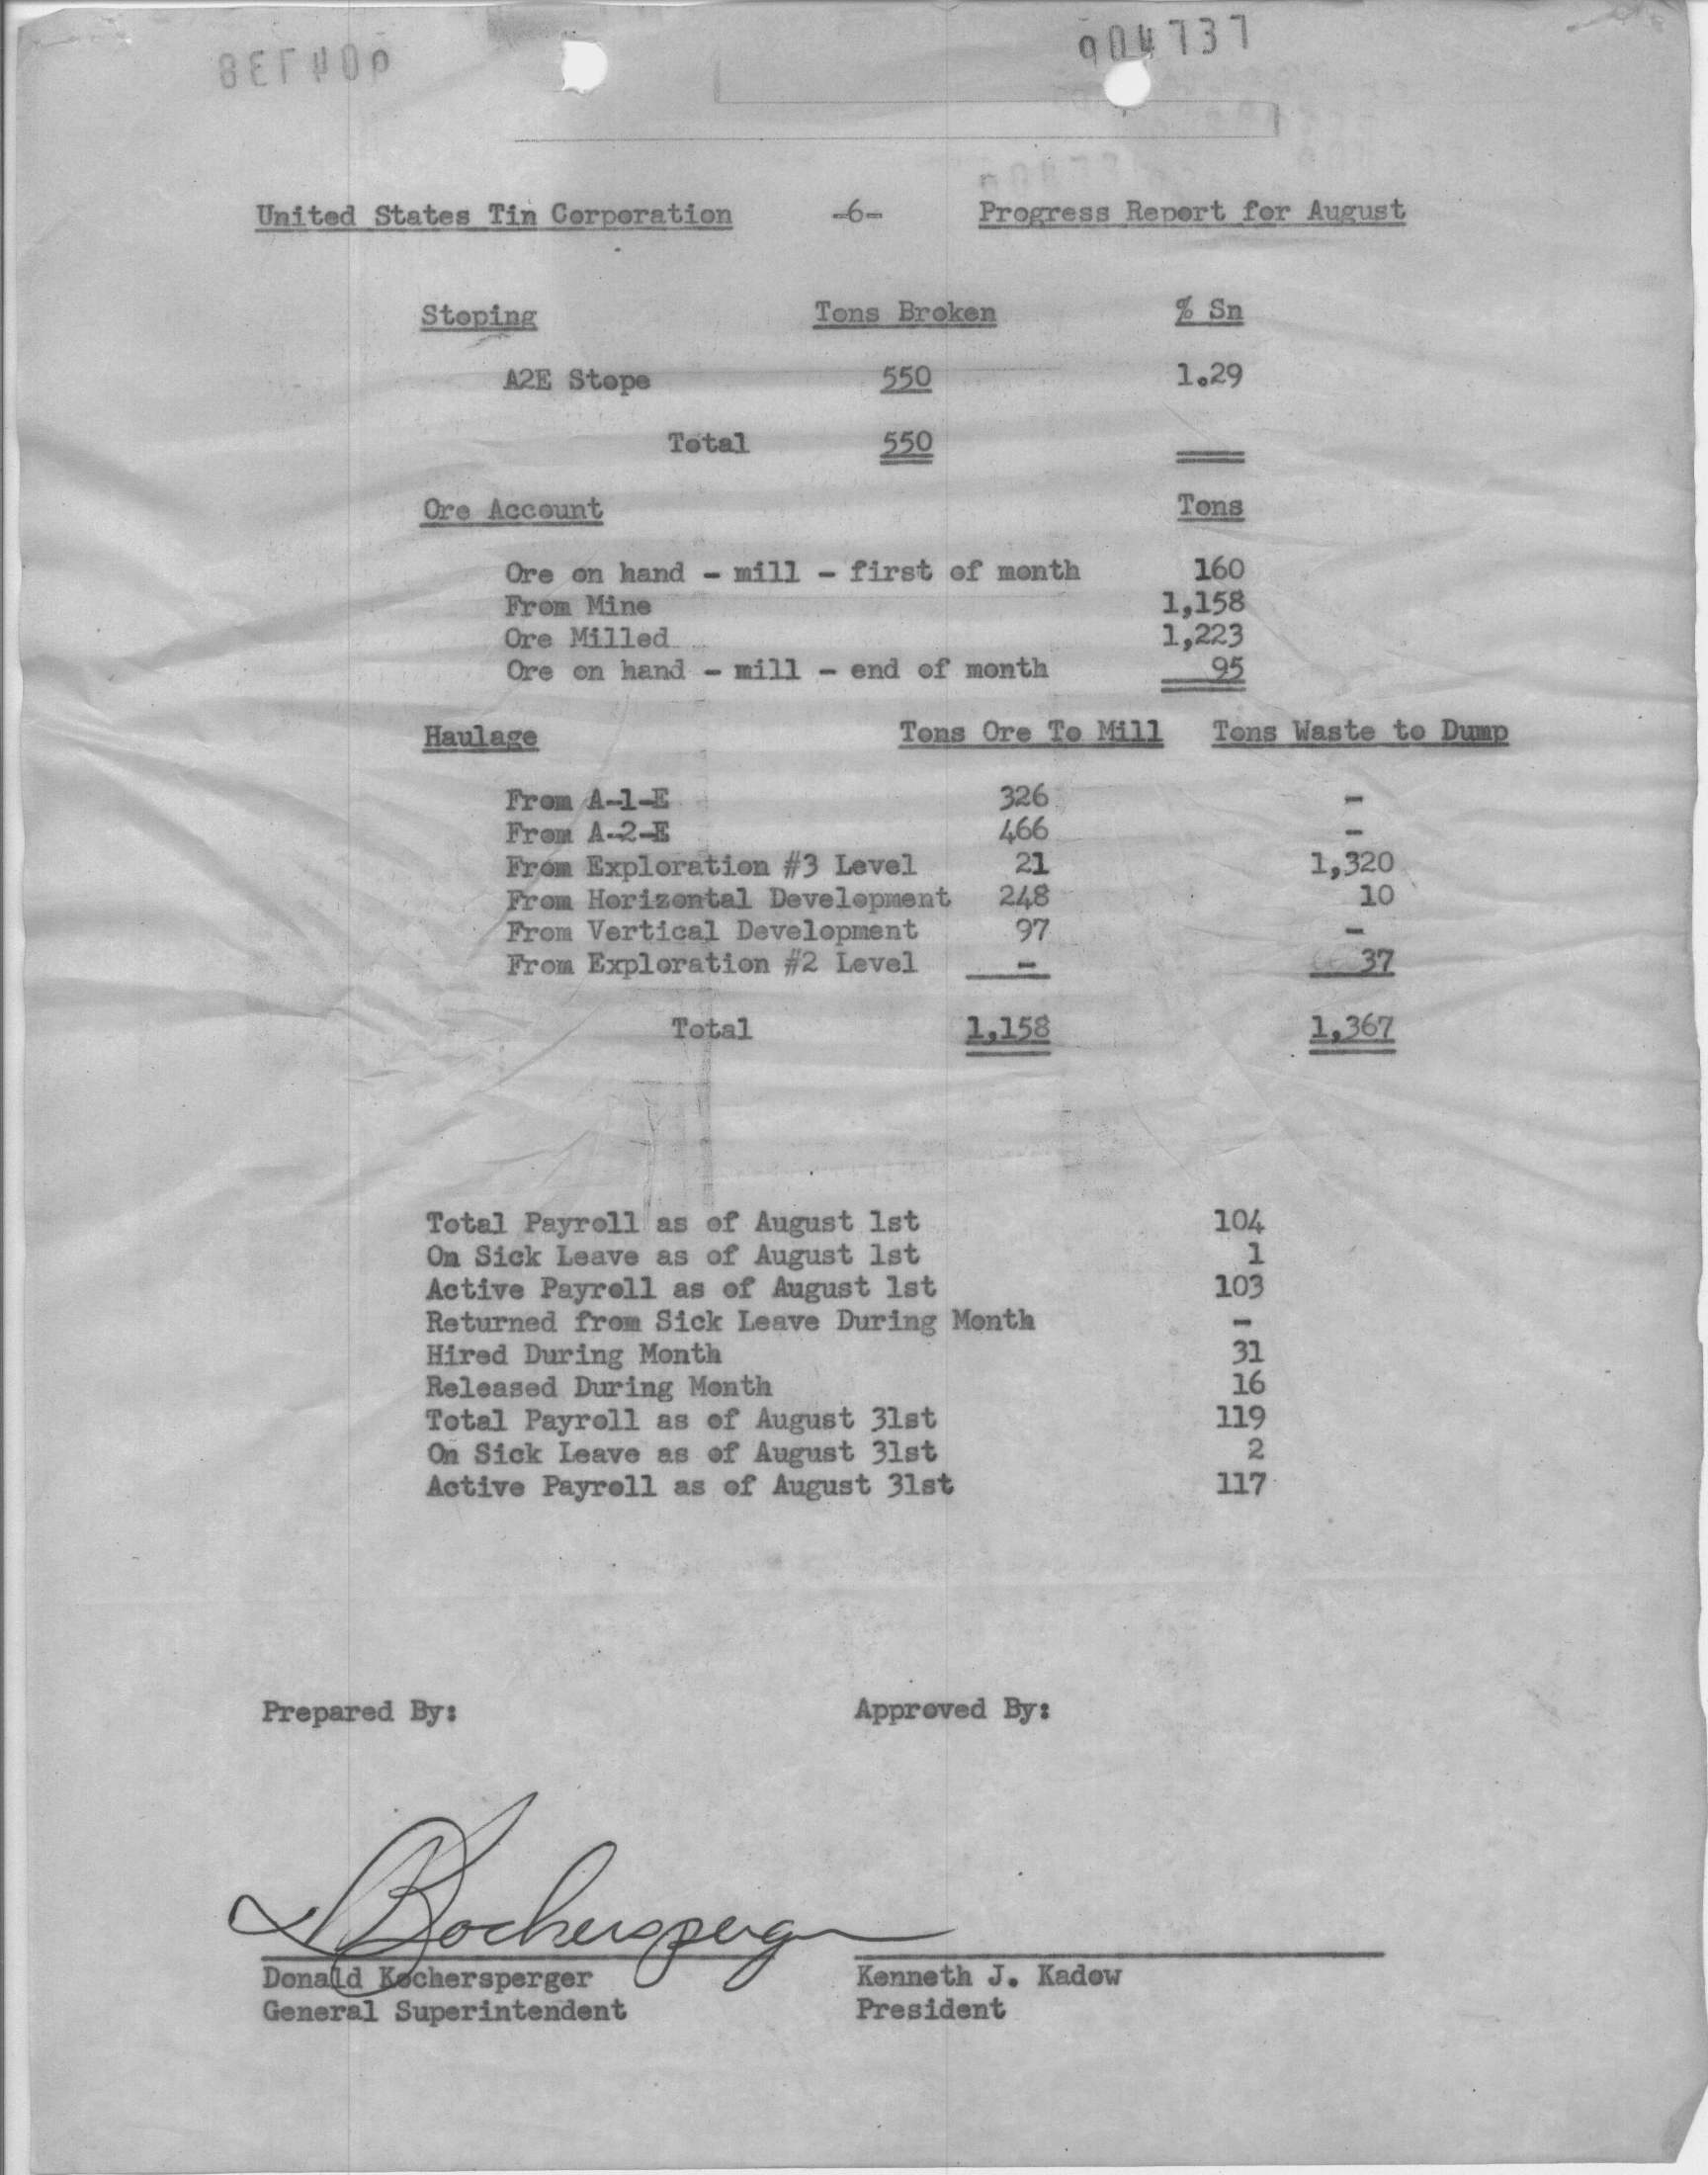 904737
United States Tin Corporation -6- Progress Report for August
Stoping Tons Broken % Sn
A2E Stope 550 1.29
Total 550
Ore Account Tons
Ore on hand - mill - first of month 160
From Mine 1,158
Ore Milled 1,223
Ore on hand - mill - end of month 95
Haulage Tons Ore To Mill Tons Waste to Dump
From A-1-E 326 -
From A-2-E 466 -
From Exploration #3 Level 21 1,320
From Horizontal Development 248 10
From Vertical Development 97 -
From Exploration #2 Level - 37
Total 1,158 1,367
Total Payroll as of August 1st 104
On Sick Leave as of August 1st 1
Active Payroll as of August 1st 103
Returned from Sick Leave During Month -
Hired During Month 31
Released During Month 16
Total Payroll as of August 31st 119
On Sick Leave as of August 31st 2
Active Payroll as of August 31st 117
Prepared By: Approved By:
D Kochersperger
Donald Kochersperger Kenneth J. Kadow
General Superintendent President